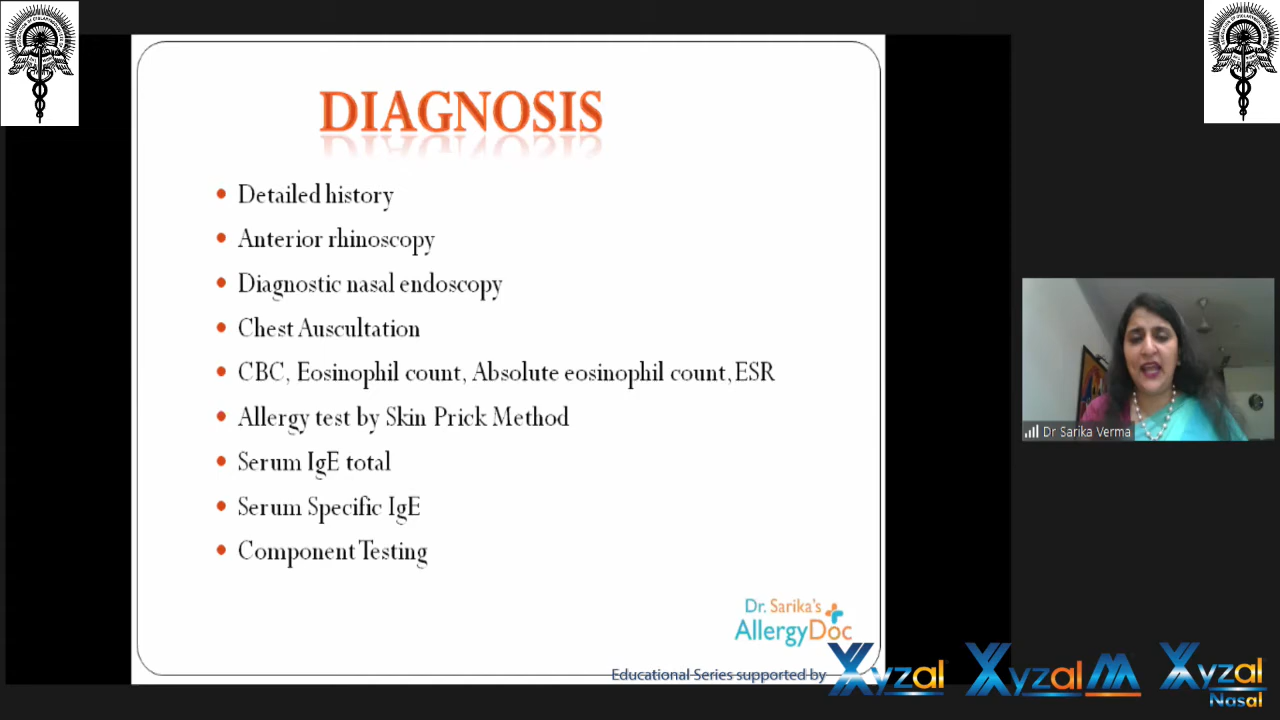 DIAGNOSIS
Detailed history
Anterior rhinoscopy
Diagnostic nasal endoscopy
Chest Auscultation
CBC, Eosinophil count, Absolute eosinophil count, ESR
Allergy test by Skin Prick Method
Serum IgE total
Serum Specific IgE
Component Testing
Dr. Sarika's
AllergyDoc
Educational Series supported by Xyzal Xyzal M Xyzal
Nasal
Dr Sarika Verma